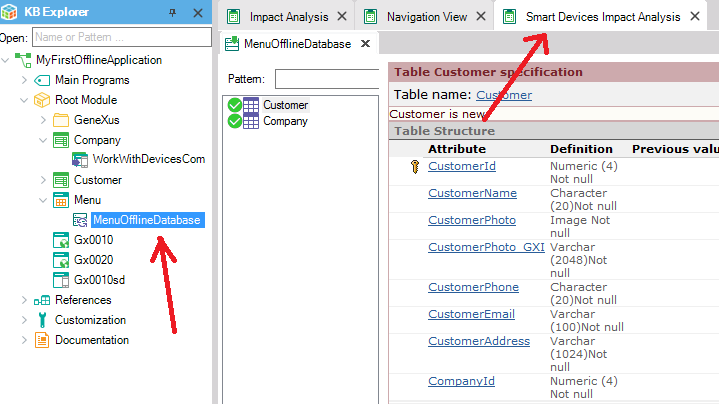 KB Explorer
Open: Name or Pattern ...
MyFirstOfflineApplication
Main Programs
Root Module
GeneXus
Company
WorkWithDevicesCom
Customer
Menu
MenuOfflineDatabase
Gx0010
Gx0020
Gx0010sd
References
Customization
Documentation
Impact Analysis
Navigation View
Smart Devices Impact Analysis
MenuOfflineDatabase
Pattern:
Customer
Company
Table Customer specification
Table name: Customer
Customer is new
Table Structure
Attribute Definition Previous valu
CustomerId Numeric (4)
Not null
CustomerName Character
(20)Not null
CustomerPhoto Image Not
null
CustomerPhoto_GXI Varchar
(2048)Not
null
CustomerPhone Character
(20)Not null
CustomerEmail Varchar
(100)Not null
CustomerAddress Varchar
(1024)Not
null
CompanyId Numeric (4)
Not null